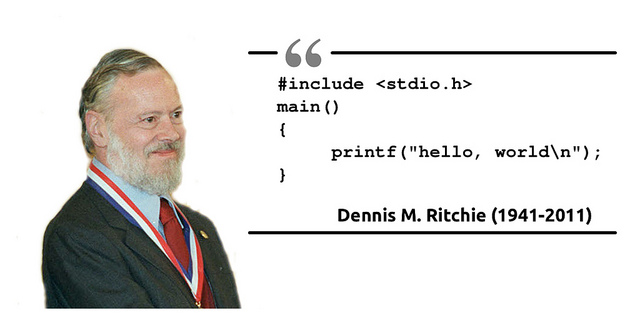 “
#include <stdio.h>
main()
{
printf("hello, world\n");
}
Dennis M. Ritchie (1941-2011)